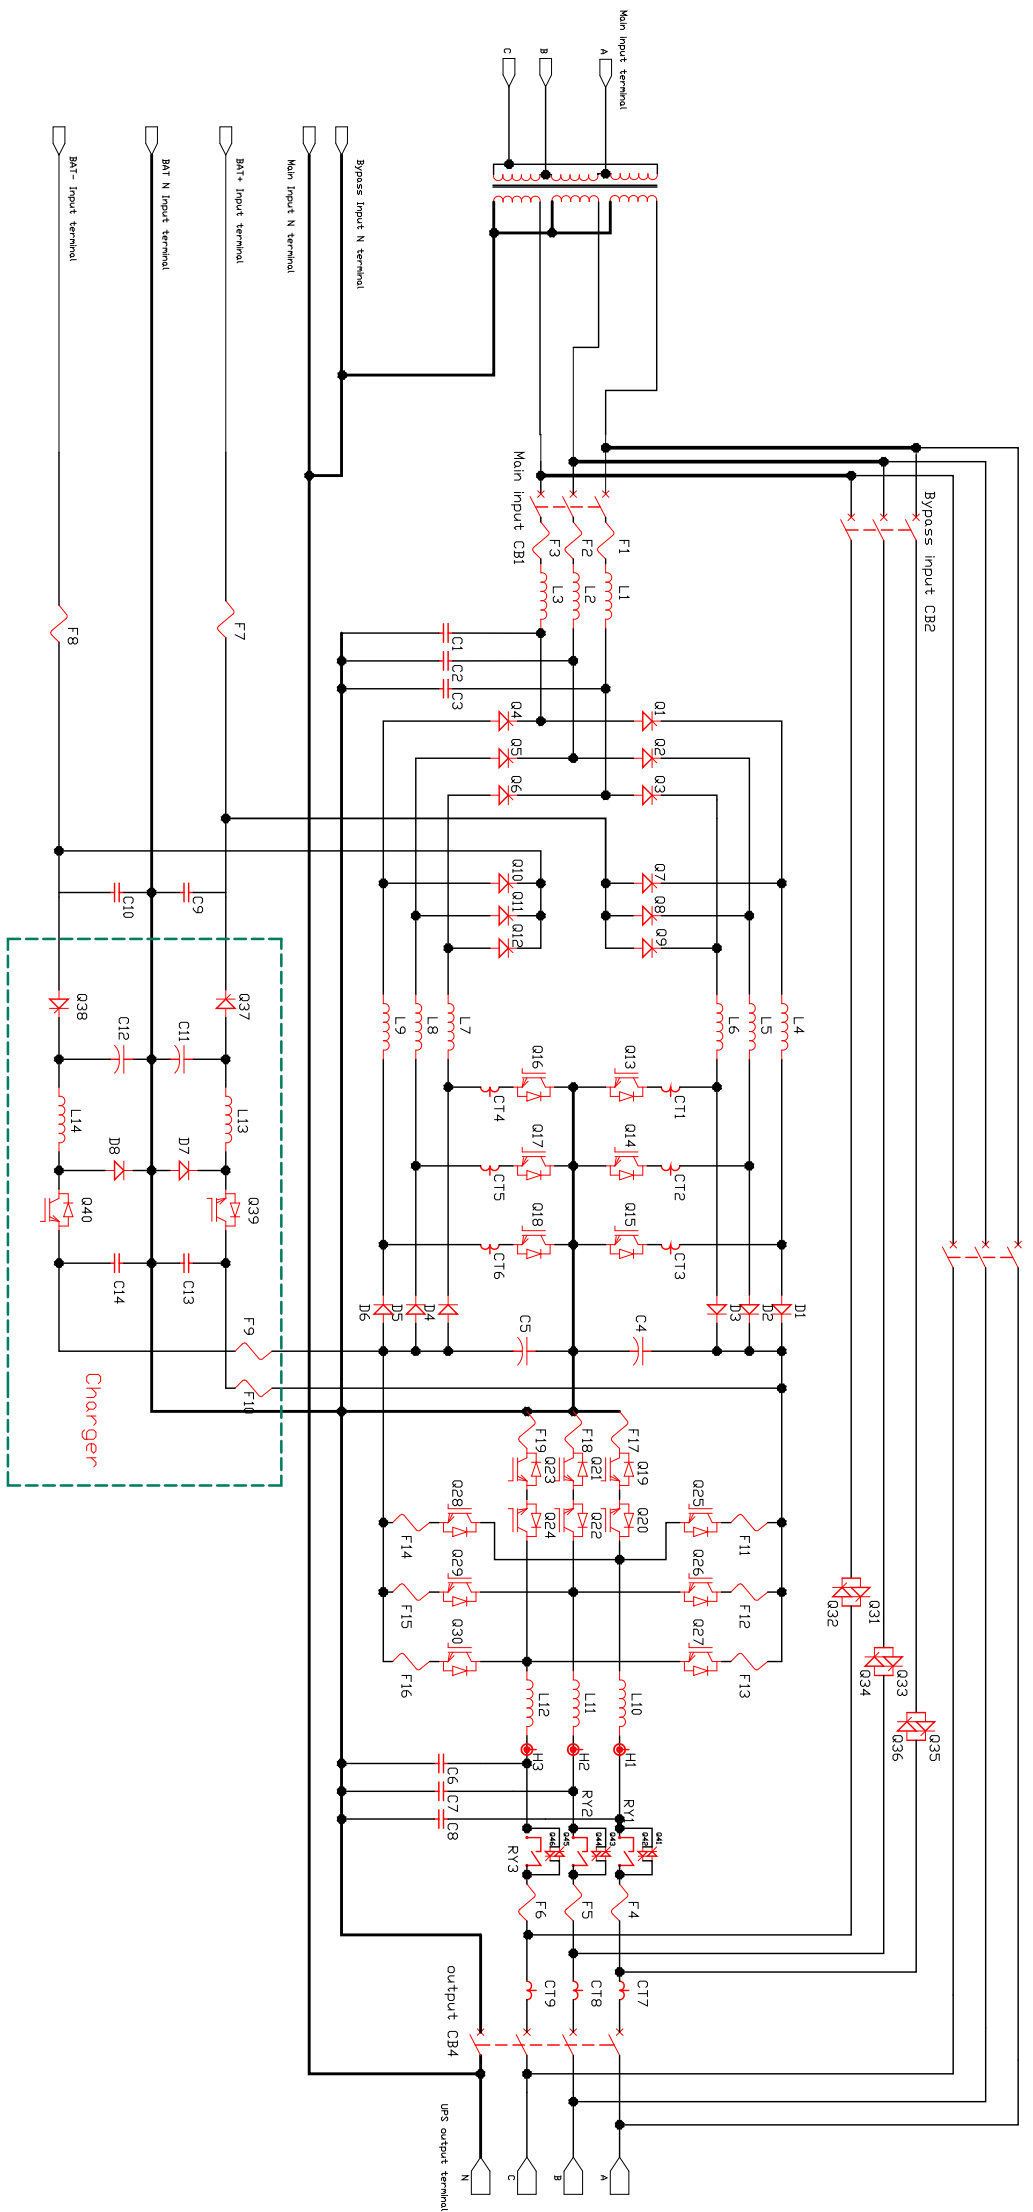 Main input terminal
A
B
C
Bypass Input N terminal
Main Input N terminal
BAT+ Input terminal
BAT N Input terminal
BAT- Input terminal
Bypass input CB2
Main input CB1
F1
F2
F3
L1
L2
L3
F7
F8
C1
C2
C3
Q1
Q2
Q3
Q4
Q5
Q6
Q7
Q8
Q9
Q10
Q11
Q12
C9
C10
L4
L5
L6
L7
L8
L9
Q37
Q38
C11
C12
L13
L14
D7
D8
Q39
Q40
C13
C14
F9
F10
Charger
Q13
Q14
Q15
Q16
Q17
Q18
CT1
CT2
CT3
CT4
CT5
CT6
D1
D2
D3
D4
D5
D6
C4
C5
F17
F18
F19
Q19
Q21
Q23
Q20
Q22
Q24
Q25
Q26
Q27
Q28
Q29
Q30
F11
F12
F13
F14
F15
F16
Q31
Q32
Q33
Q34
Q35
Q36
L10
L11
L12
H1
H2
H3
C6
C7
C8
RY1
RY2
RY3
Q41
Q42
Q43
Q44
Q45
Q46
F4
F5
F6
CT7
CT8
CT9
output CB4
UPS output terminal
A
B
C
N